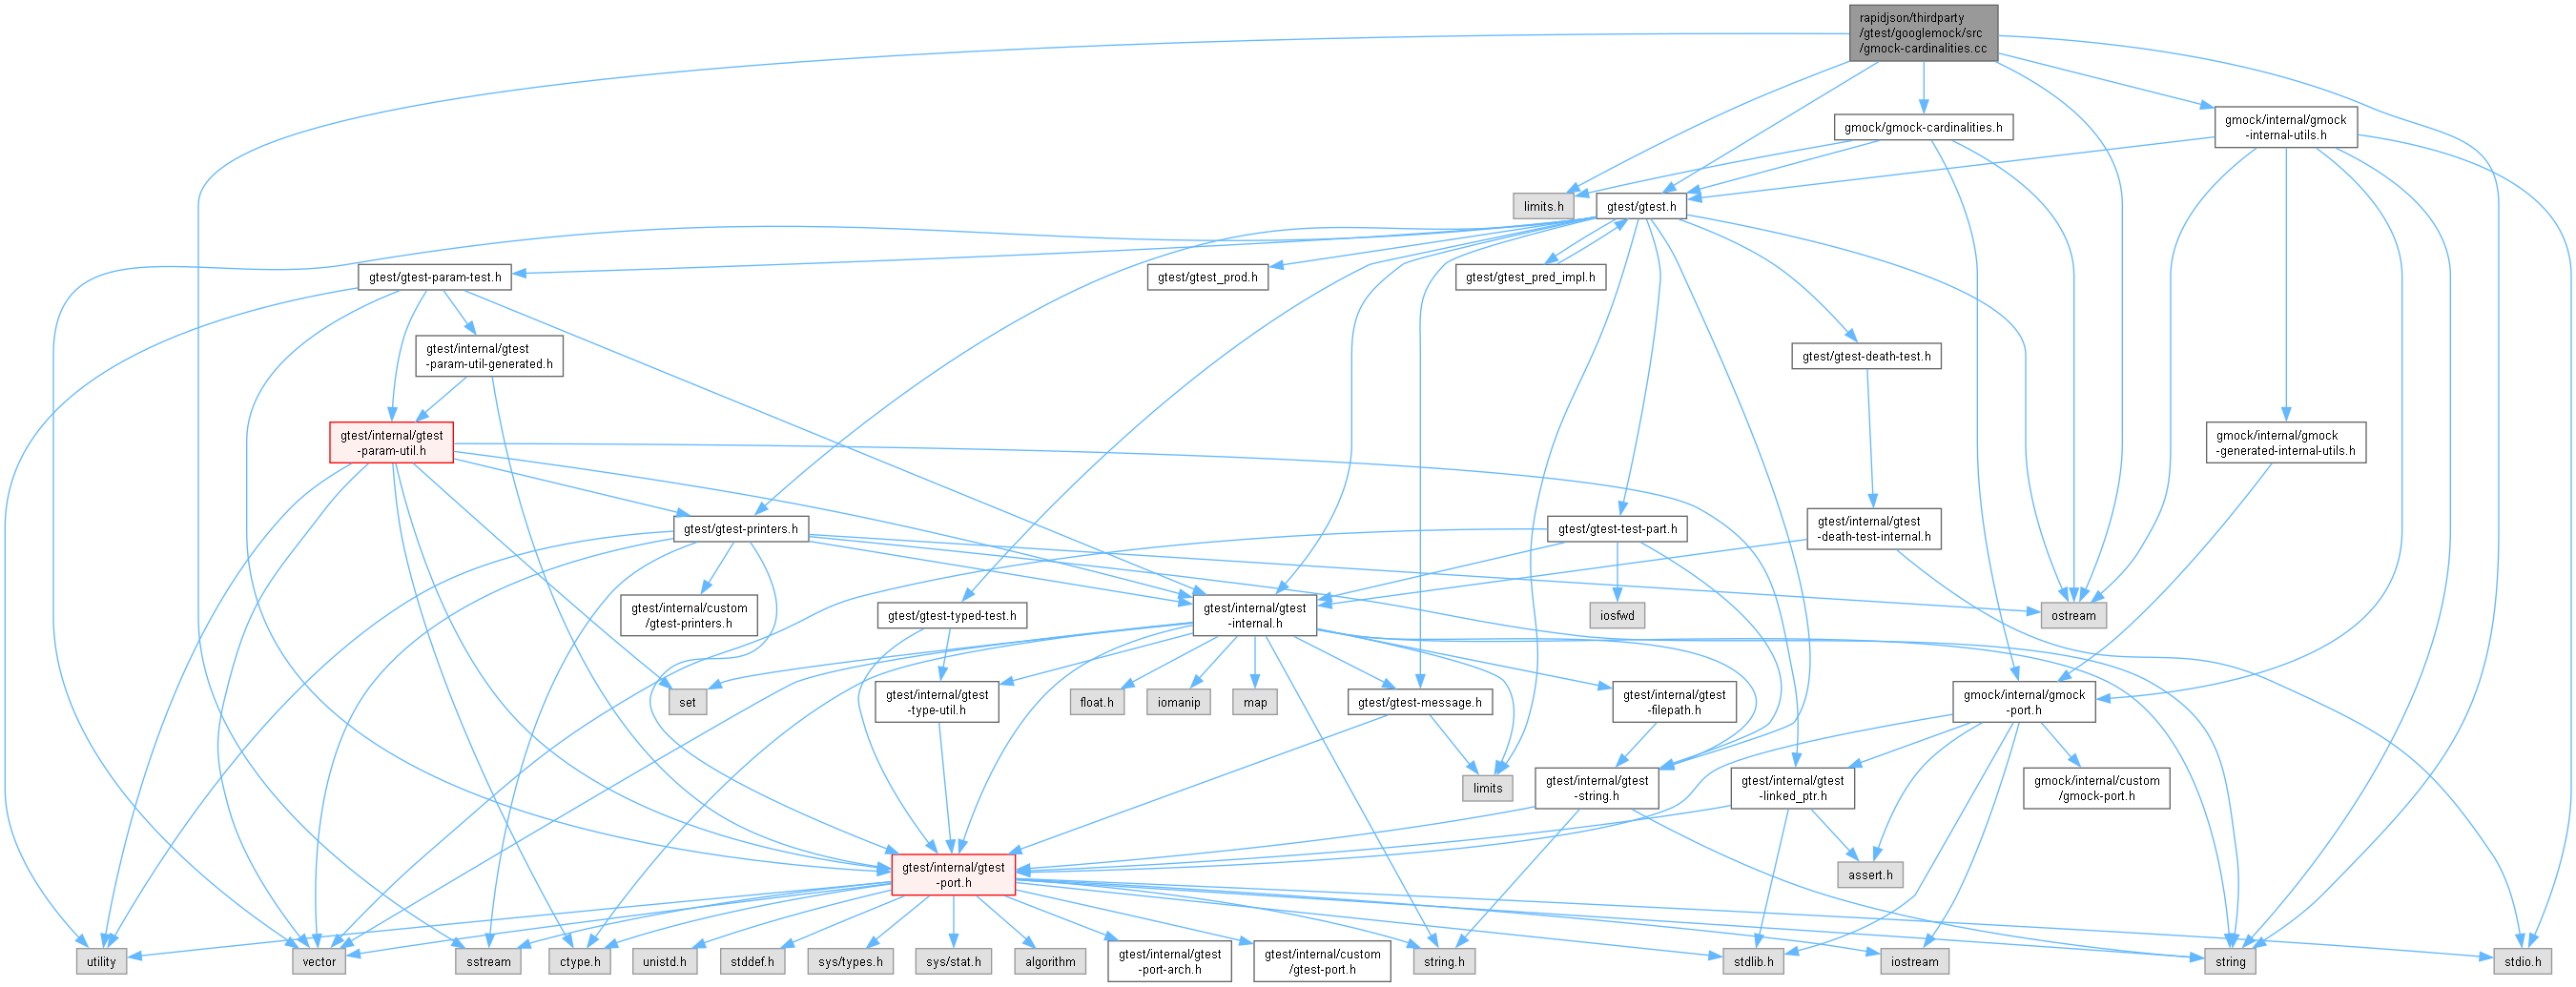 rapidjson/thirdparty
/gtest/googlemock/src
/gmock-cardinalities.cc
gmock/gmock-cardinalities.h
gmock/internal/gmock
-internal-utils.h
limits.h
gtest/gtest.h
gtest/gtest-param-test.h
gtest/gtest_prod.h
gtest/gtest_pred_impl.h
gtest/internal/gtest
-param-util-generated.h
gtest/gtest-death-test.h
gtest/internal/gtest
-param-util.h
gmock/internal/gmock
-generated-internal-utils.h
gtest/gtest-printers.h
gtest/gtest-test-part.h
gtest/internal/gtest
-death-test-internal.h
gtest/internal/custom
/gtest-printers.h
gtest/gtest-typed-test.h
gtest/internal/gtest
-internal.h
iosfwd
ostream
set
gtest/internal/gtest
-type-util.h
float.h
iomanip
map
gtest/gtest-message.h
gtest/internal/gtest
-filepath.h
gmock/internal/gmock
-port.h
limits
gtest/internal/gtest
-string.h
gtest/internal/gtest
-linked_ptr.h
gmock/internal/custom
/gmock-port.h
gtest/internal/gtest
-port.h
assert.h
utility
vector
sstream
ctype.h
unistd.h
stddef.h
sys/types.h
sys/stat.h
algorithm
gtest/internal/gtest
-port-arch.h
gtest/internal/custom
/gtest-port.h
string.h
stdlib.h
iostream
string
stdio.h